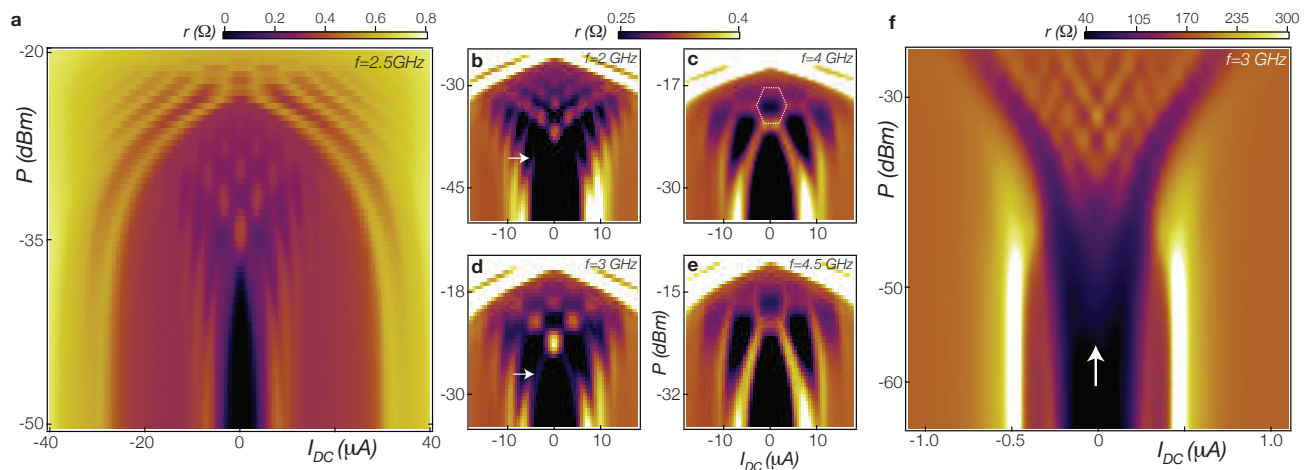 a
r (Ω)
0 0.2 0.4 0.6 0.8
f=2.5GHz
P (dBm)
-20
-35
-50
-40 -20 0 20 40
I_DC (μA)
r (Ω)
0.25 0.4
b
f=2 GHz
-30
-45
-10 0 10
c
f=4 GHz
-17
-30
-10 0 10
d
f=3 GHz
-18
-30
-10 0 10
e
f=4.5GHz
P (dBm)
-15
-32
-10 0 10
I_DC (μA)
f
r (Ω)
40 105 170 235 300
f=3 GHz
P (dBm)
-30
-50
-60
-1.0 -0.5 0 0.5 1.0
I_DC (μA)